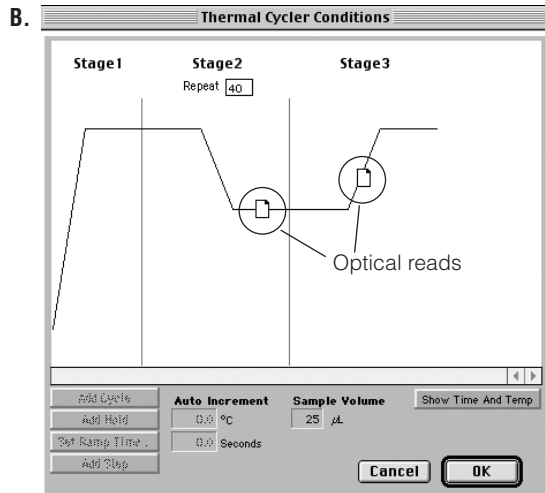 B.
Thermal Cycler Conditions
Stage1 Stage2 Stage3
Repeat 40
Optical reads
Add Cycle
Add Hold
Set Ramp Time...
Add Step
Auto Increment
0.0 °C
0.0 Seconds
Sample Volume
25 µL
Show Time And Temp
Cancel OK